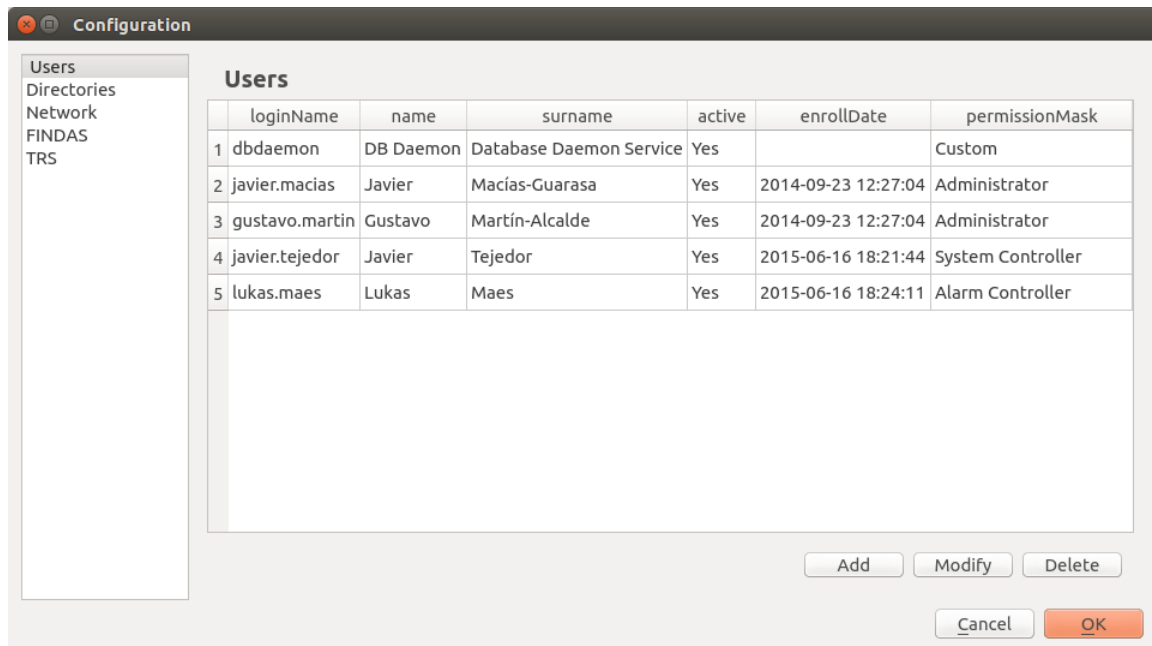 Configuration
Users
Directories
Network
FINDAS
TRS
Users
loginName name surname active enrollDate permissionMask
1 dbdaemon DB Daemon Database Daemon Service Yes Custom
2 javier.macias Javier Macías-Guarasa Yes 2014-09-23 12:27:04 Administrator
3 gustavo.martin Gustavo Martín-Alcalde Yes 2014-09-23 12:27:04 Administrator
4 javier.tejedor Javier Tejedor Yes 2015-06-16 18:21:44 System Controller
5 lukas.maes Lukas Maes Yes 2015-06-16 18:24:11 Alarm Controller
Add Modify Delete
Cancel OK